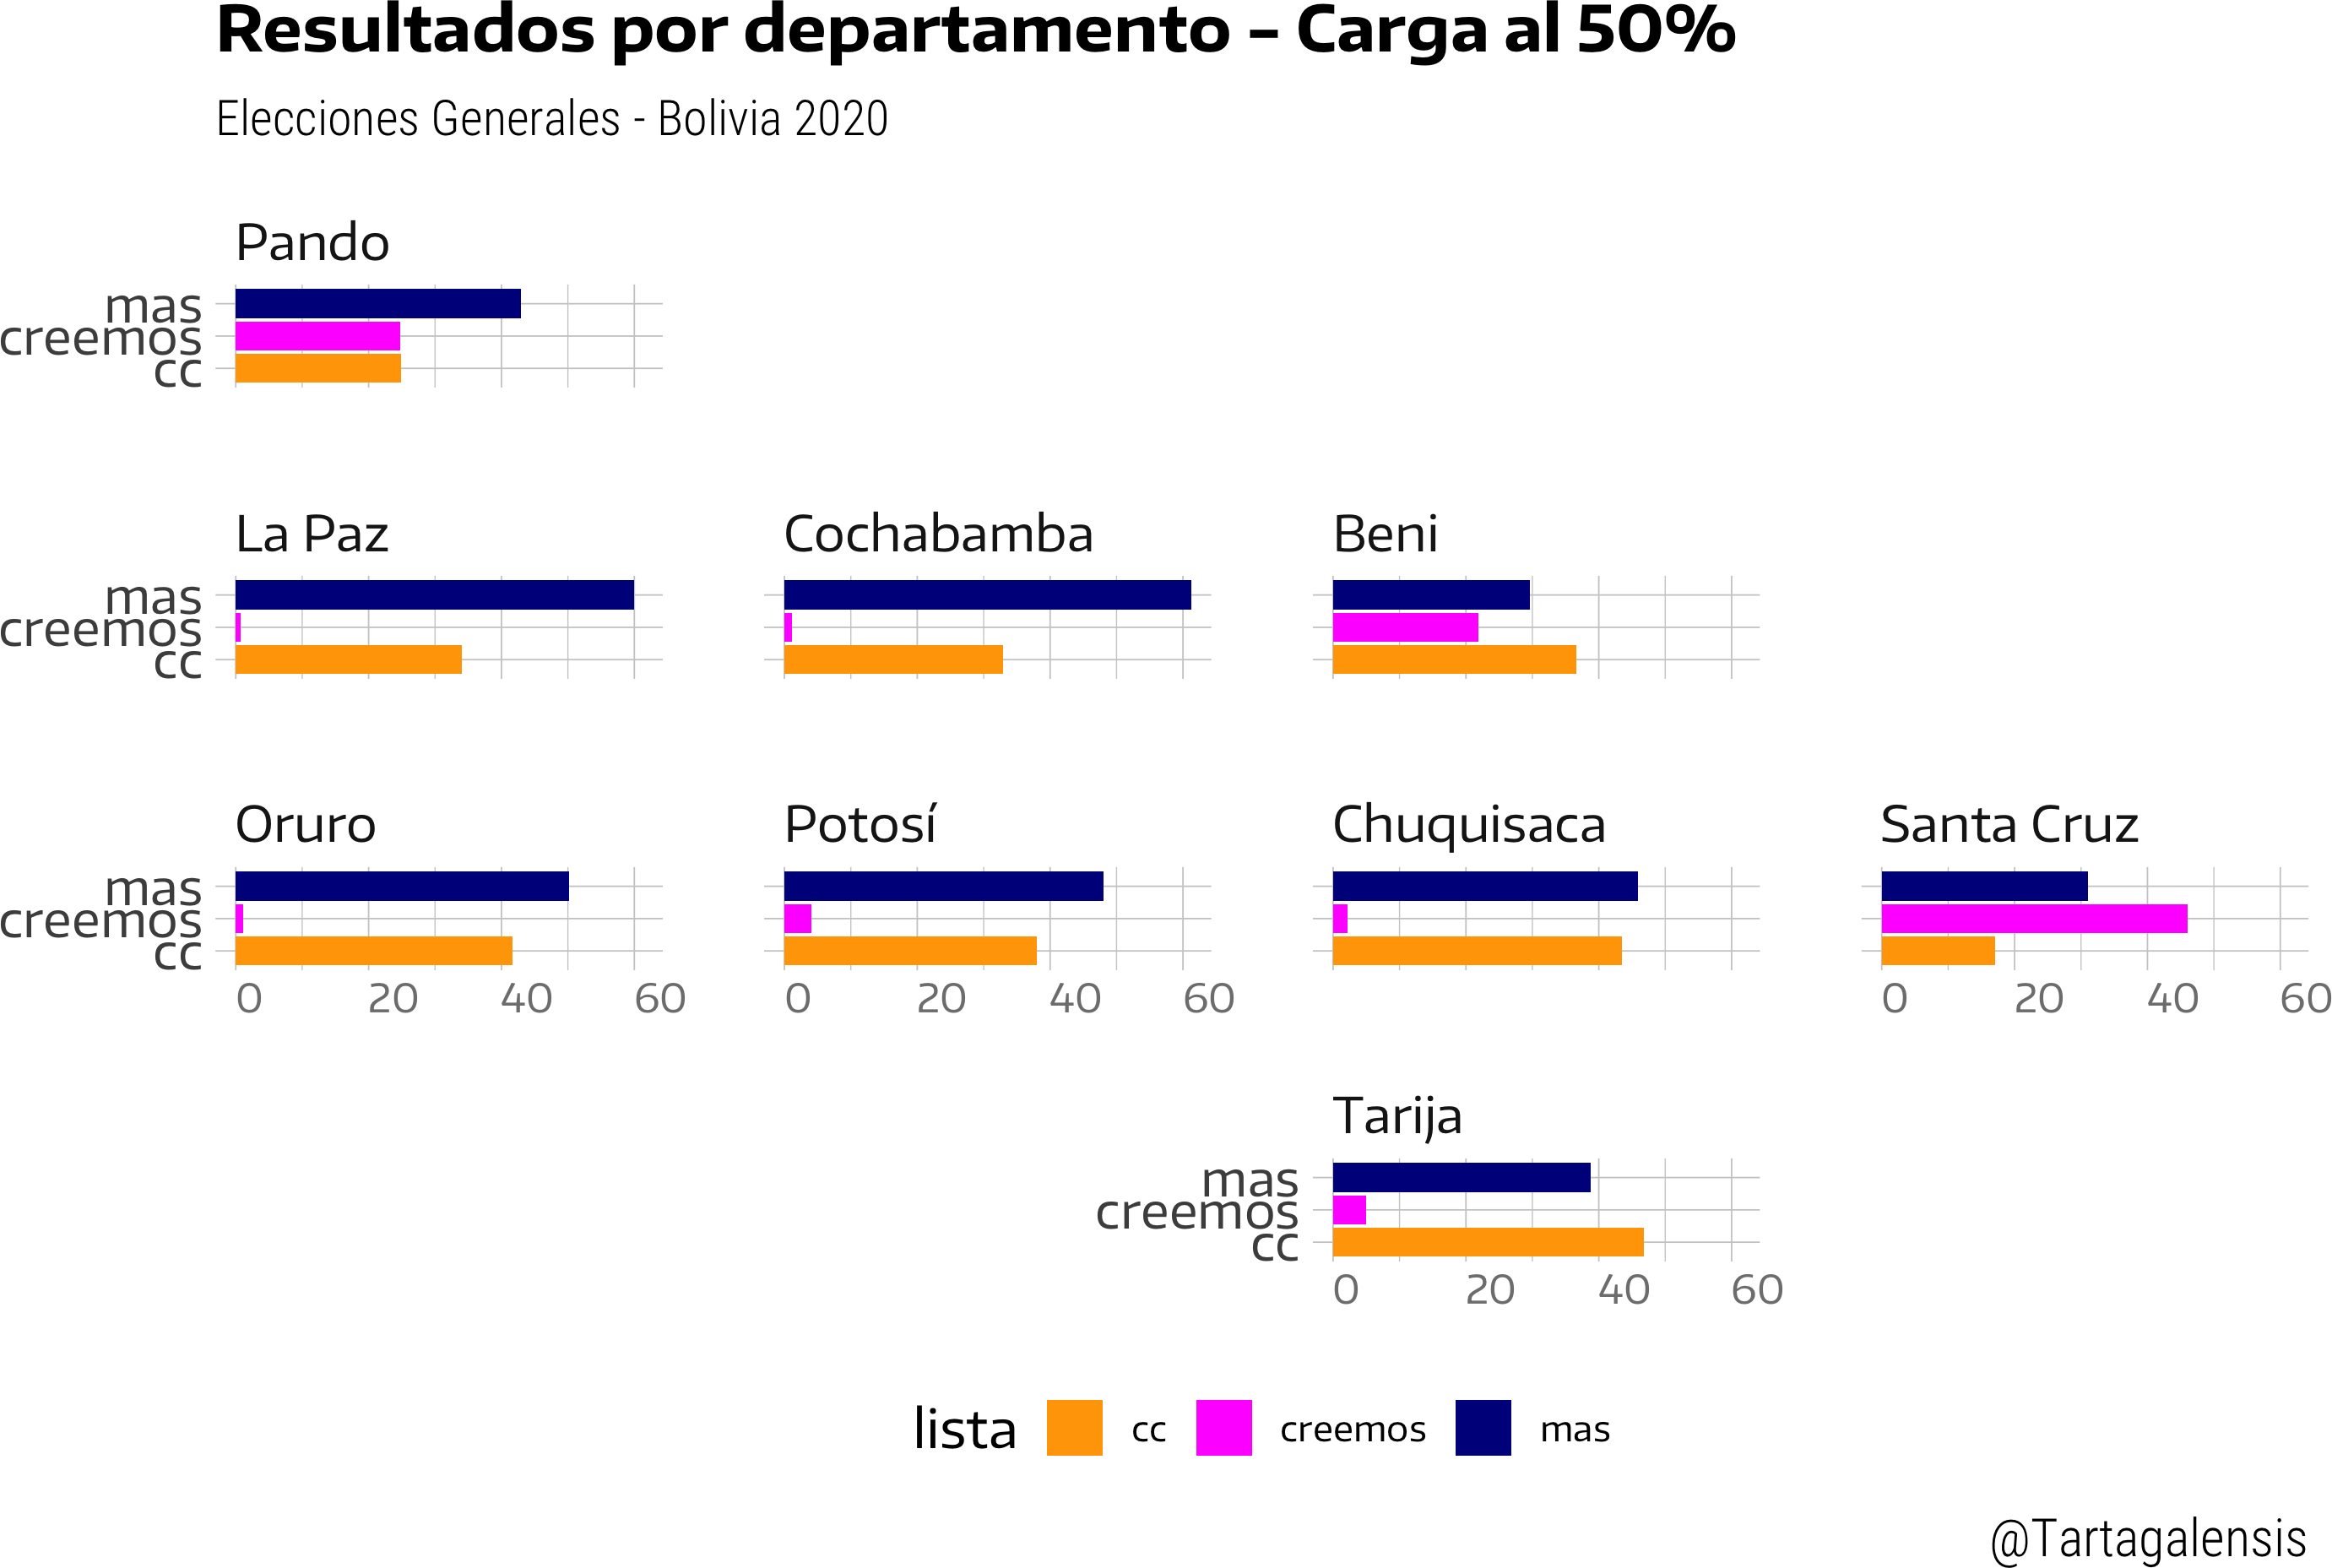 Resultados por departamento – Carga al 50%
Elecciones Generales - Bolivia 2020
Pando
mas
creemos
cc
La Paz Cochabamba Beni
mas
creemos
cc
Oruro Potosí Chuquisaca Santa Cruz
mas
creemos
cc
0 20 40 60 0 20 40 60 0 20 40 60
Tarija
mas
creemos
cc
0 20 40 60
lista cc creemos mas
@Tartagalensis